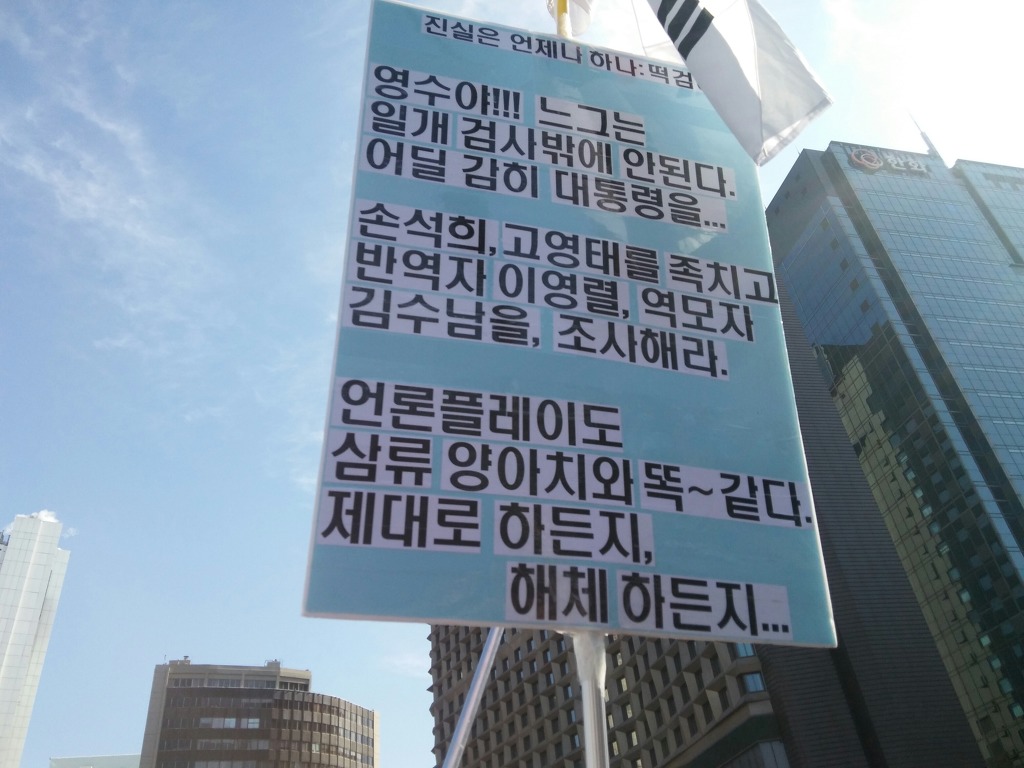 진실은 언제나 하나: 떡검
영수야!!! 느그는
일개 검사밖에 안된다.
어딜 감히 대통령을...
손석희, 고영태를 족치고
반역자 이영렬, 역모자
김수남을, 조사해라.
언론플레이도
삼류 양아치와 똑~같다.
제대로 하든지,
해체 하든지...